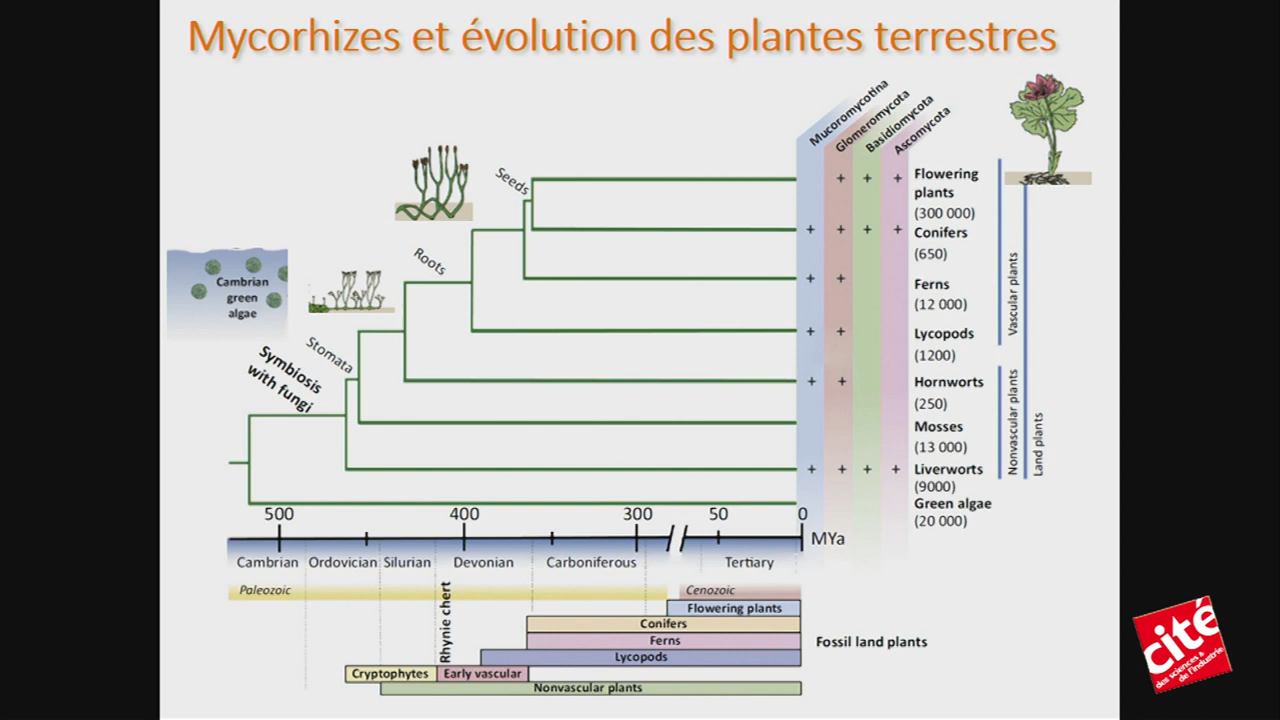 Mycorhizes et évolution des plantes terrestres
Mucoromycotina
Glomeromycota
Basidiomycota
Ascomycota
Seeds
Roots
Stomata
Symbiosis
with fungi
Cambrian
green
algae
+ + + Flowering
plants
(300 000)
+ + + + Conifers
(650)
+ + Ferns
(12 000)
+ + Lycopods
(1200)
+ + Hornworts
(250)
Mosses
(13 000)
+ + + + Liverworts
(9000)
Green algae
(20 000)
Vascular plants
Nonvascular plants
Land plants
500 400 300 50 0
MYa
Cambrian Ordovician Silurian Devonian Carboniferous Tertiary
Paleozoic Cenozoic
Rhynie chert
Flowering plants
Conifers
Ferns
Lycopods
Cryptophytes Early vascular
Nonvascular plants
Fossil land plants
cité
des sciences &
de l'industrie